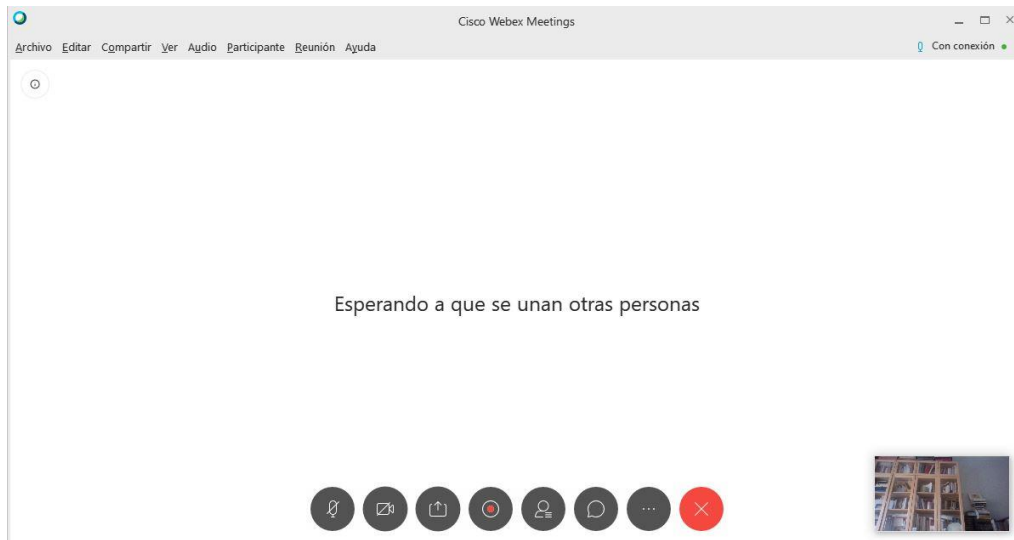 Cisco Webex Meetings
Archivo Editar Compartir Ver Audio Participante Reunión Ayuda
Con conexión
Esperando a que se unan otras personas